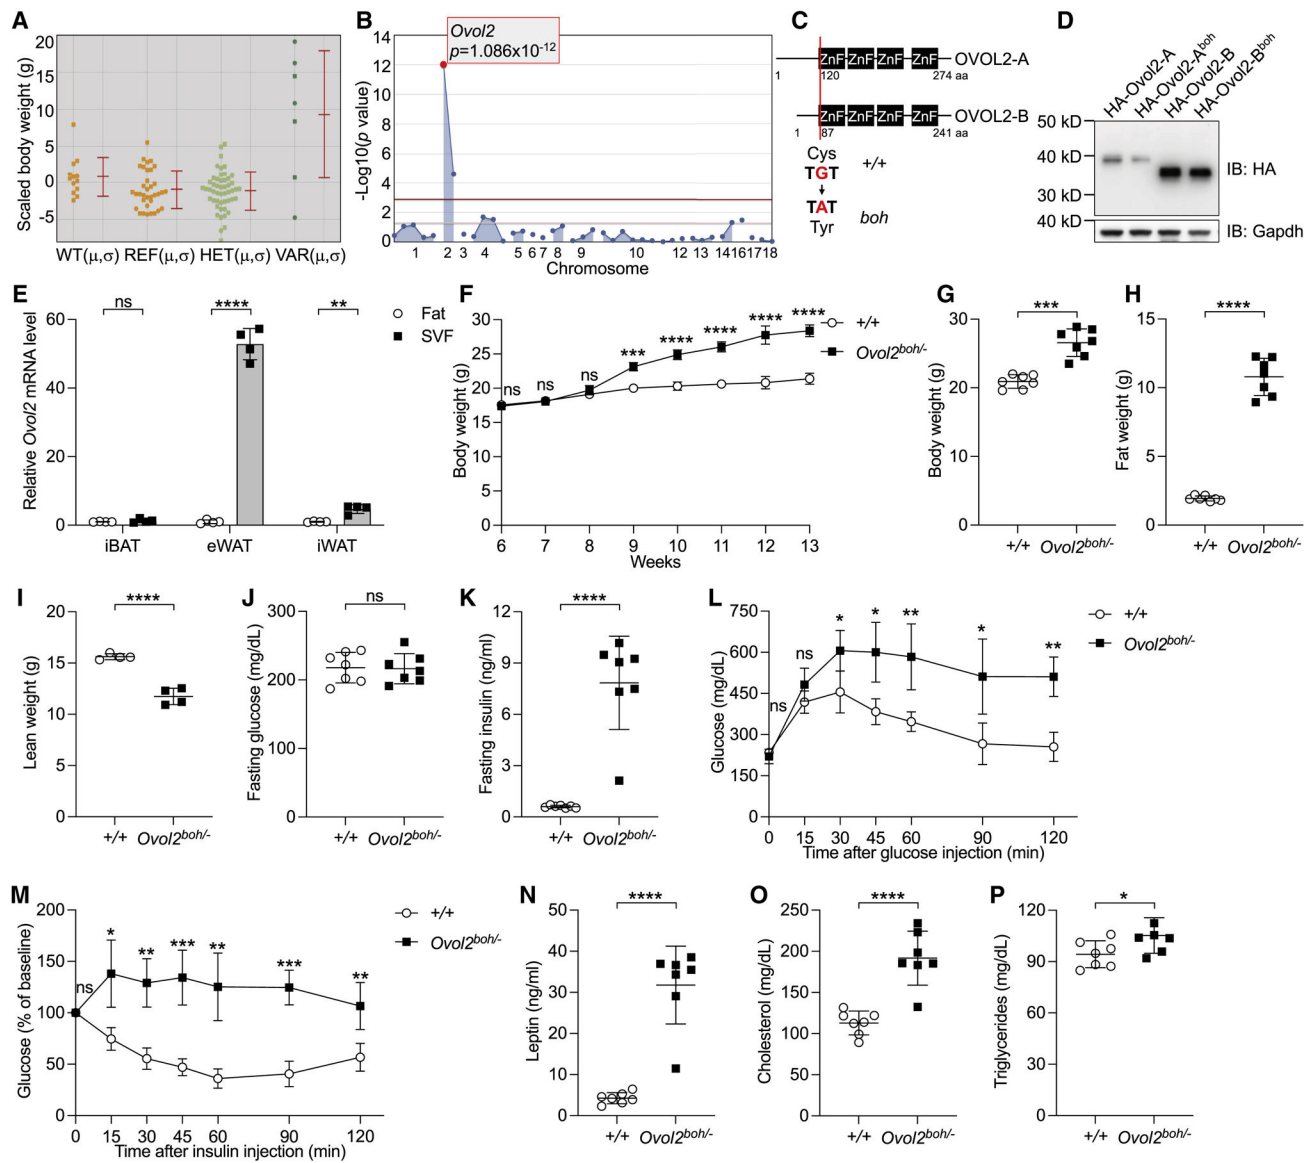 A
Scaled body weight (g)
20
15
10
5
0
-5
WT(μ,σ) REF(μ,σ) HET(μ,σ) VAR(μ,σ)
B
Ovol2
p=1.086x10-12
-Log10(p value)
14
12
10
8
6
4
2
0
1 2 3 4 5 6 7 8 9 10 12 13 14 16 17 18
Chromosome
C
ZnF ZnF ZnF ZnF OVOL2-A
1 120 274 aa
ZnF ZnF ZnF ZnF OVOL2-B
1 87 241 aa
Cys
TGT +/+
TAT boh
Tyr
D
HA-Ovol2-A
HA-Ovol2-Aboh
HA-Ovol2-B
HA-Ovol2-Bboh
50 kD
40 kD
30 kD
40 kD
IB: HA
IB: Gapdh
E
Relative Ovol2 mRNA level
60
40
20
0
ns **** **
Fat
SVF
iBAT eWAT iWAT
F
Body weight (g)
30
25
20
15
10
5
0
ns ns ns *** **** **** **** ****
+/+
Ovol2boh/-
6 7 8 9 10 11 12 13
Weeks
G
Body weight (g)
30
20
10
0
***
+/+ Ovol2boh/-
H
Fat weight (g)
15
10
5
0
****
+/+ Ovol2boh/-
I
Lean weight (g)
20
15
10
5
0
****
+/+ Ovol2boh/-
J
Fasting glucose (mg/dL)
300
200
100
0
ns
+/+ Ovol2boh/-
K
Fasting insulin (ng/ml)
12
9
6
3
0
****
+/+ Ovol2boh/-
L
Glucose (mg/dL)
750
600
450
300
150
0
ns ns * * ** * **
+/+
Ovol2boh/-
0 15 30 45 60 90 120
Time after glucose injection (min)
M
Glucose (% of baseline)
200
150
100
50
0
ns * ** *** ** *** **
+/+
Ovol2boh/-
0 15 30 45 60 90 120
Time after insulin injection (min)
N
Leptin (ng/ml)
50
40
30
20
10
0
****
+/+ Ovol2boh/-
O
Cholesterol (mg/dL)
250
200
150
100
50
0
****
+/+ Ovol2boh/-
P
Triglycerides (mg/dL)
120
90
60
30
0
*
+/+ Ovol2boh/-